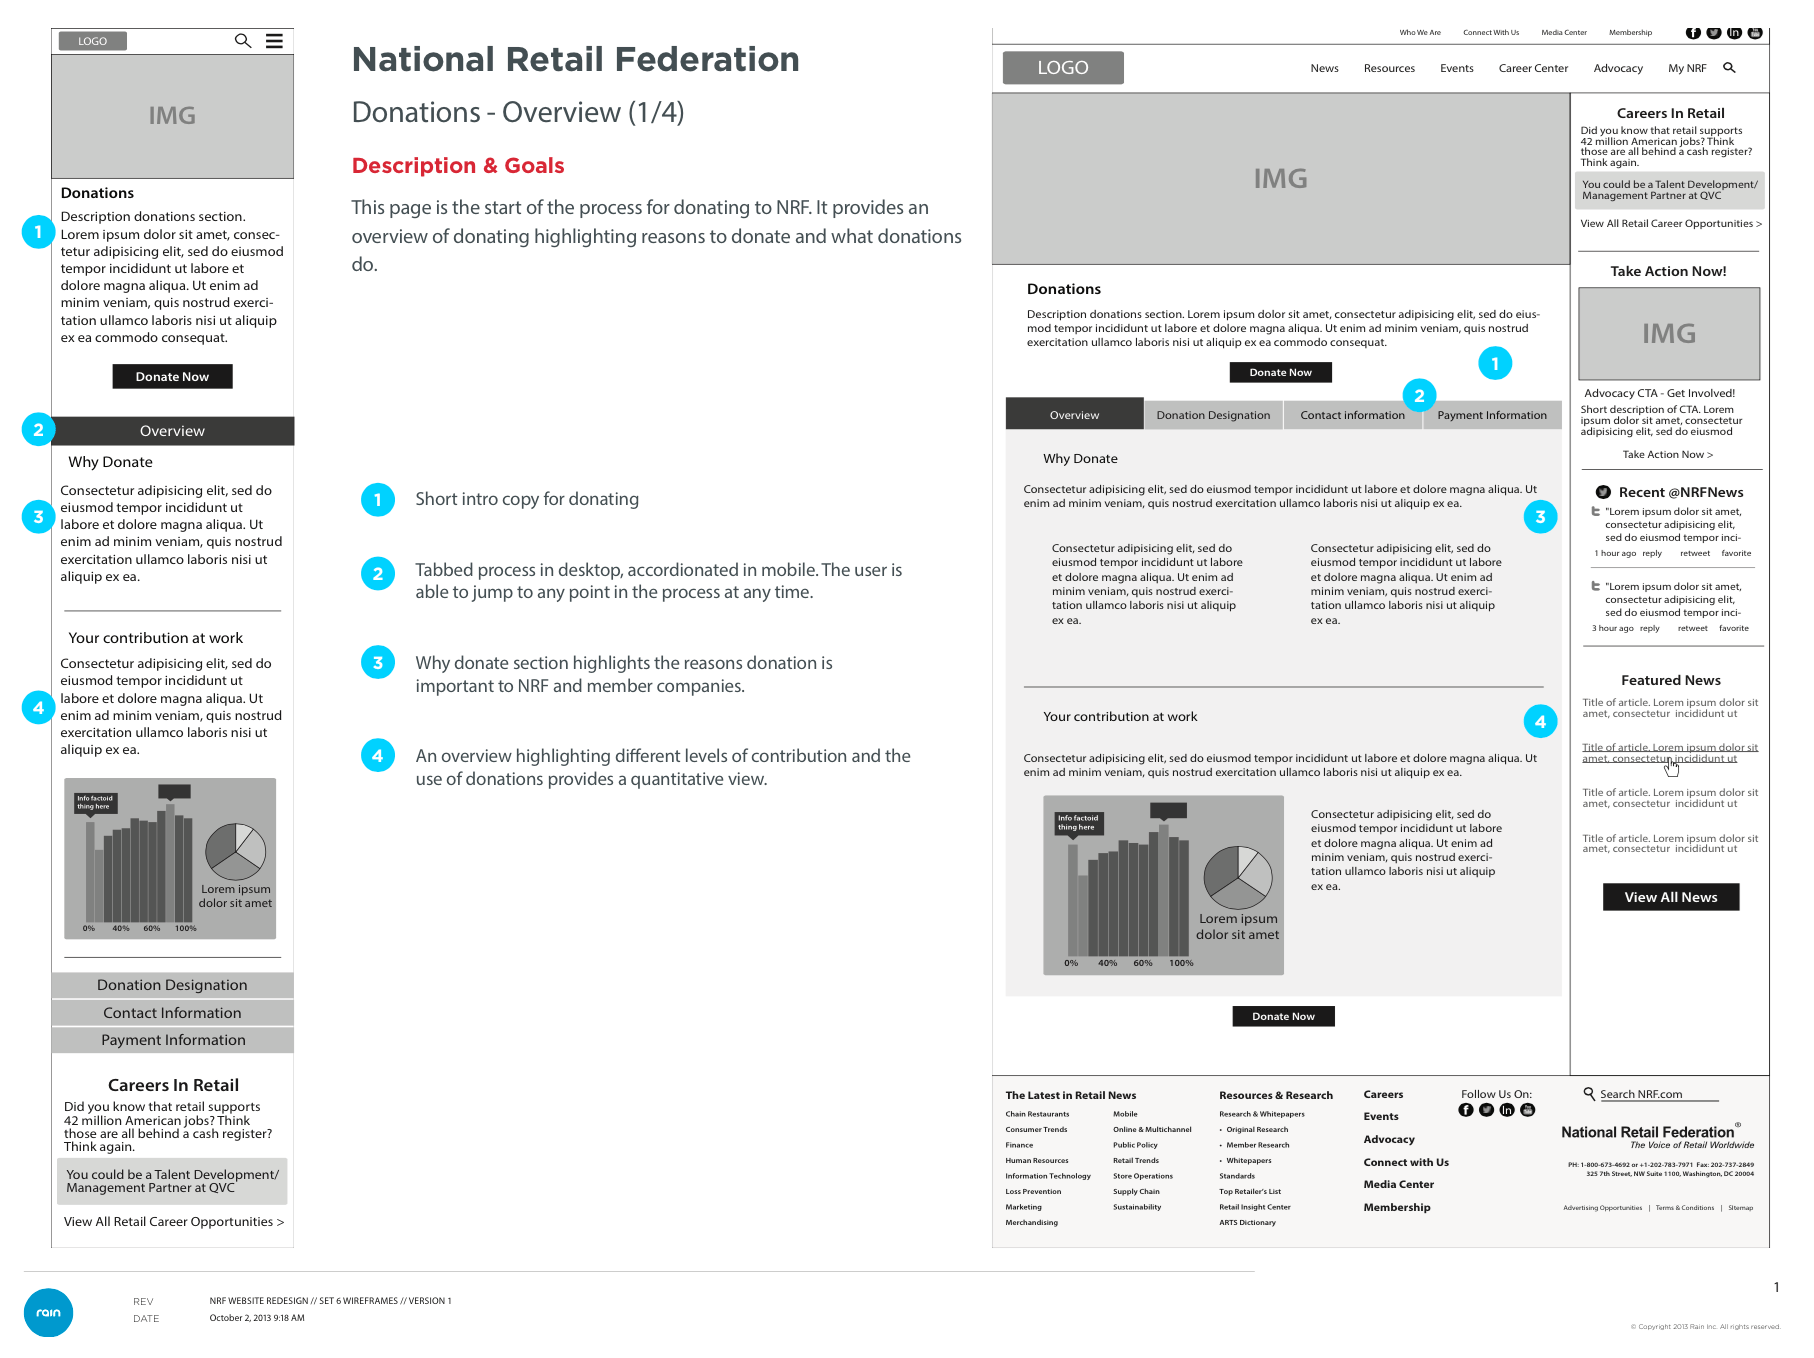 LOGO
IMG
Donations
Description donations section.
Lorem ipsum dolor sit amet, consec-
tetur adipisicing elit, sed do eiusmod
tempor incididunt ut labore et
dolore magna aliqua. Ut enim ad
minim veniam, quis nostrud exerci-
tation ullamco laboris nisi ut aliquip
ex ea commodo consequat.
1
Donate Now
2
Overview
Why Donate
Consectetur adipisicing elit, sed do
eiusmod tempor incididunt ut
labore et dolore magna aliqua. Ut
enim ad minim veniam, quis nostrud
exercitation ullamco laboris nisi ut
aliquip ex ea.
3
Your contribution at work
Consectetur adipisicing elit, sed do
eiusmod tempor incididunt ut
labore et dolore magna aliqua. Ut
enim ad minim veniam, quis nostrud
exercitation ullamco laboris nisi ut
aliquip ex ea.
4
Info factoid
thing here
Lorem ipsum
dolor sit amet
0% 40% 60% 100%
Donation Designation
Contact Information
Payment Information
Careers In Retail
Did you know that retail supports
42 million American jobs? Think
those are all behind a cash register?
Think again.
You could be a Talent Development/
Management Partner at QVC
View All Retail Career Opportunities >
National Retail Federation
Donations - Overview (1/4)
Description & Goals
This page is the start of the process for donating to NRF. It provides an
overview of donating highlighting reasons to donate and what donations
do.
1 Short intro copy for donating
2 Tabbed process in desktop, accordionated in mobile. The user is
able to jump to any point in the process at any time.
3 Why donate section highlights the reasons donation is
important to NRF and member companies.
4 An overview highlighting different levels of contribution and the
use of donations provides a quantitative view.
Who We Are Connect With Us Media Center Membership
LOGO
News Resources Events Career Center Advocacy My NRF
IMG
Donations
Description donations section. Lorem ipsum dolor sit amet, consectetur adipisicing elit, sed do eius-
mod tempor incididunt ut labore et dolore magna aliqua. Ut enim ad minim veniam, quis nostrud
exercitation ullamco laboris nisi ut aliquip ex ea commodo consequat.
1
Donate Now
2
Overview Donation Designation Contact information Payment Information
Why Donate
Consectetur adipisicing elit, sed do eiusmod tempor incididunt ut labore et dolore magna aliqua. Ut
enim ad minim veniam, quis nostrud exercitation ullamco laboris nisi ut aliquip ex ea.
3
Consectetur adipisicing elit, sed do
eiusmod tempor incididunt ut labore
et dolore magna aliqua. Ut enim ad
minim veniam, quis nostrud exerci-
tation ullamco laboris nisi ut aliquip
ex ea.
Consectetur adipisicing elit, sed do
eiusmod tempor incididunt ut labore
et dolore magna aliqua. Ut enim ad
minim veniam, quis nostrud exerci-
tation ullamco laboris nisi ut aliquip
ex ea.
Your contribution at work
4
Consectetur adipisicing elit, sed do eiusmod tempor incididunt ut labore et dolore magna aliqua. Ut
enim ad minim veniam, quis nostrud exercitation ullamco laboris nisi ut aliquip ex ea.
Info factoid
thing here
Lorem ipsum
dolor sit amet
0% 40% 60% 100%
Consectetur adipisicing elit, sed do
eiusmod tempor incididunt ut labore
et dolore magna aliqua. Ut enim ad
minim veniam, quis nostrud exerci-
tation ullamco laboris nisi ut aliquip
ex ea.
Donate Now
Careers In Retail
Did you know that retail supports
42 million American jobs? Think
those are all behind a cash register?
Think again.
You could be a Talent Development/
Management Partner at QVC
View All Retail Career Opportunities >
Take Action Now!
IMG
Advocacy CTA - Get Involved!
Short description of CTA. Lorem
ipsum dolor sit amet, consectetur
adipisicing elit, sed do eiusmod
Take Action Now >
Recent @NRFNews
"Lorem ipsum dolor sit amet,
consectetur adipisicing elit,
sed do eiusmod tempor inci-
1 hour ago reply retweet favorite
"Lorem ipsum dolor sit amet,
consectetur adipisicing elit,
sed do eiusmod tempor inci-
3 hour ago reply retweet favorite
Featured News
Title of article. Lorem ipsum dolor sit
amet, consectetur incididunt ut
Title of article. Lorem ipsum dolor sit
amet, consectetur incididunt ut
Title of article. Lorem ipsum dolor sit
amet, consectetur incididunt ut
Title of article. Lorem ipsum dolor sit
amet, consectetur incididunt ut
View All News
The Latest in Retail News
Chain Restaurants
Consumer Trends
Finance
Human Resources
Information Technology
Loss Prevention
Marketing
Merchandising
Mobile
Online & Multichannel
Public Policy
Retail Trends
Store Operations
Supply Chain
Sustainability
Resources & Research
Research & Whitepapers
• Original Research
• Member Research
• Whitepapers
Standards
Top Retailer's List
Retail Insight Center
ARTS Dictionary
Careers
Events
Advocacy
Connect with Us
Media Center
Membership
Follow Us On:
Search NRF.com
National Retail Federation®
The Voice of Retail Worldwide
PH: 1-800-673-4692 or +1-202-783-7971 Fax: 202-737-2849
325 7th Street, NW Suite 1100, Washington, DC 20004
Advertising Opportunities | Terms & Conditions | Sitemap
rain
REV NRF WEBSITE REDESIGN // SET 6 WIREFRAMES // VERSION 1
DATE October 2, 2013 9:18 AM
1
© Copyright 2013 Rain Inc. All rights reserved.